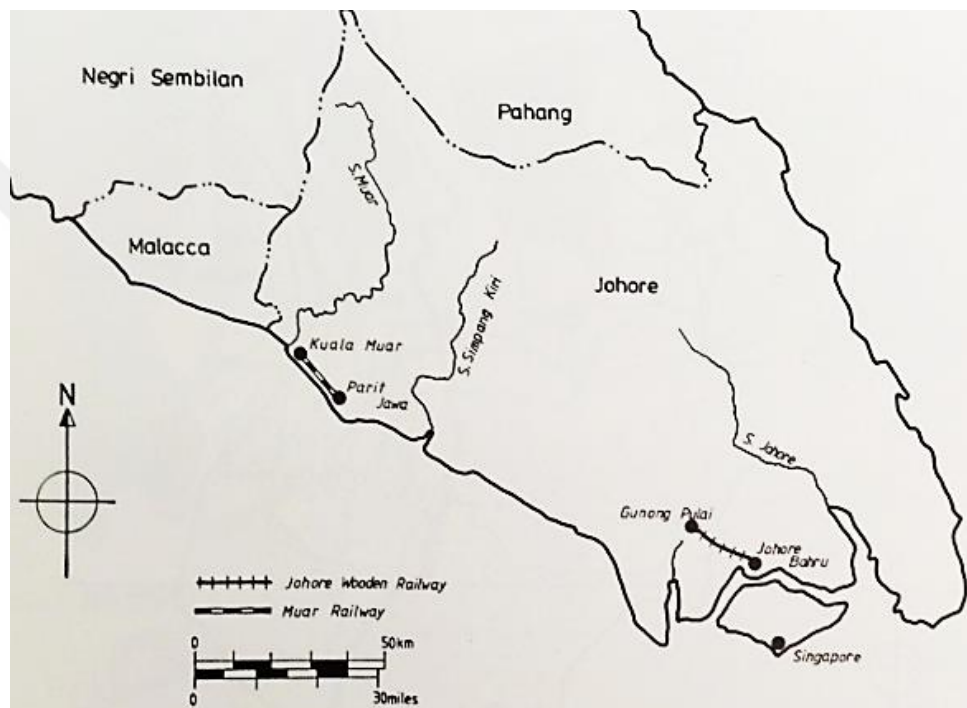 Negri Sembilan
Pahang
S. Muar
Malacca
Johore
S. Simpang Kiri
Kuala Muar
Parit
Jawa
N
S. Johore
Gunong Pulai
Johore
Bahru
Johore Wooden Railway
Muar Railway
0 50km
Singapore
0 30miles